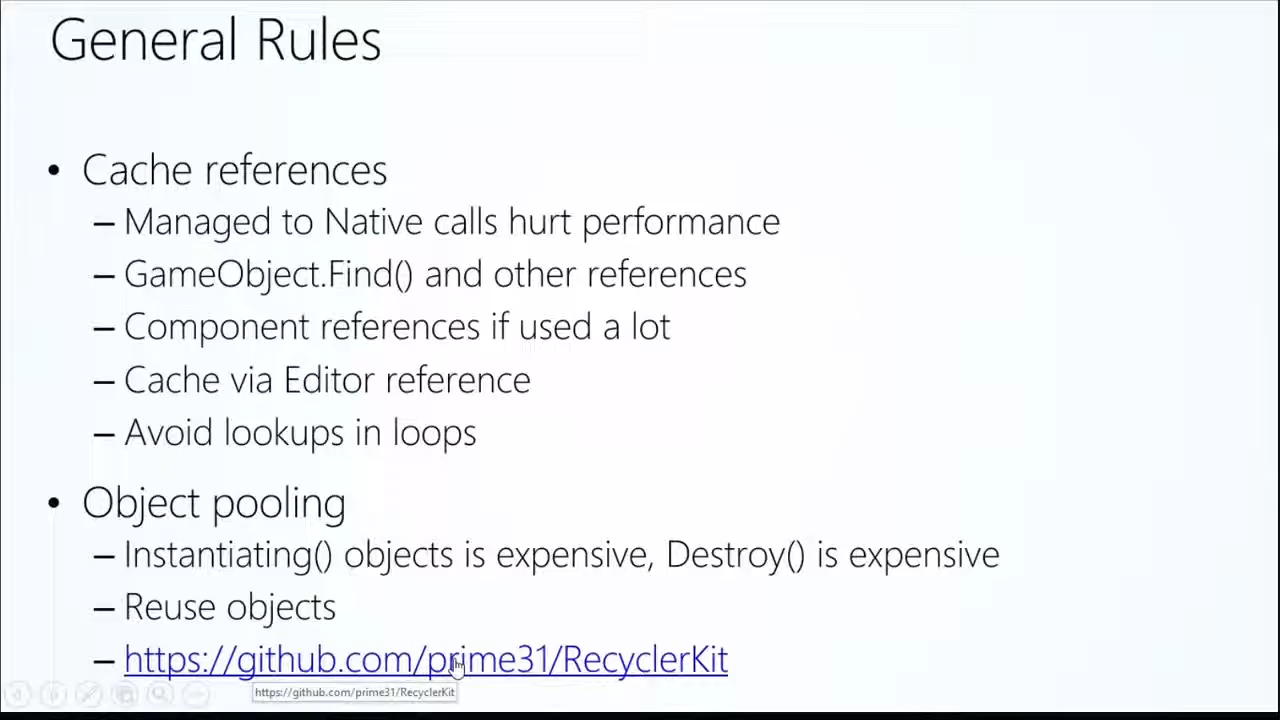 General Rules
• Cache references
– Managed to Native calls hurt performance
– GameObject.Find() and other references
– Component references if used a lot
– Cache via Editor reference
– Avoid lookups in loops
• Object pooling
– Instantiating() objects is expensive, Destroy() is expensive
– Reuse objects
– https://github.com/prime31/RecyclerKit
https://github.com/prime31/RecyclerKit